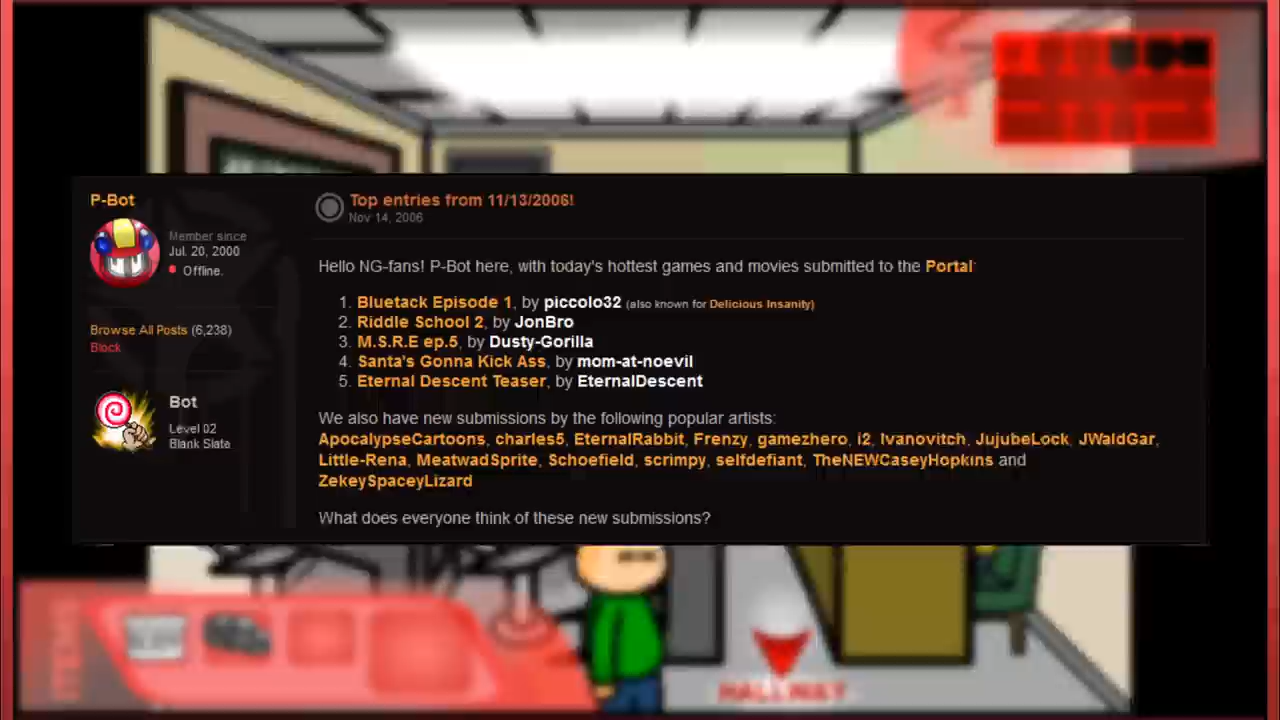 P-Bot
Member since
Jul. 20, 2000
Offline.
Browse All Posts (6,238)
Block
Bot
Level 02
Blank Slate
Top entries from 11/13/2006!
Nov 14, 2006
Hello NG-fans! P-Bot here, with today's hottest games and movies submitted to the Portal:
1. Bluetack Episode 1, by piccolo32 (also known for Delicious Insanity)
2. Riddle School 2, by JonBro
3. M.S.R.E ep.5, by Dusty-Gorilla
4. Santa's Gonna Kick Ass, by mom-at-noevil
5. Eternal Descent Teaser, by EternalDescent
We also have new submissions by the following popular artists:
ApocalypseCartoons, charles5, EternalRabbit, Frenzy, gamezhero, i2, Ivanovitch, JujubeLock, JWaldGar,
Little-Rena, MeatwadSprite, Schoefield, scrimpy, selfdefiant, TheNEWCaseyHopkins and
ZekeySpaceyLizard
What does everyone think of these new submissions?
ITEMS
HALLWAY